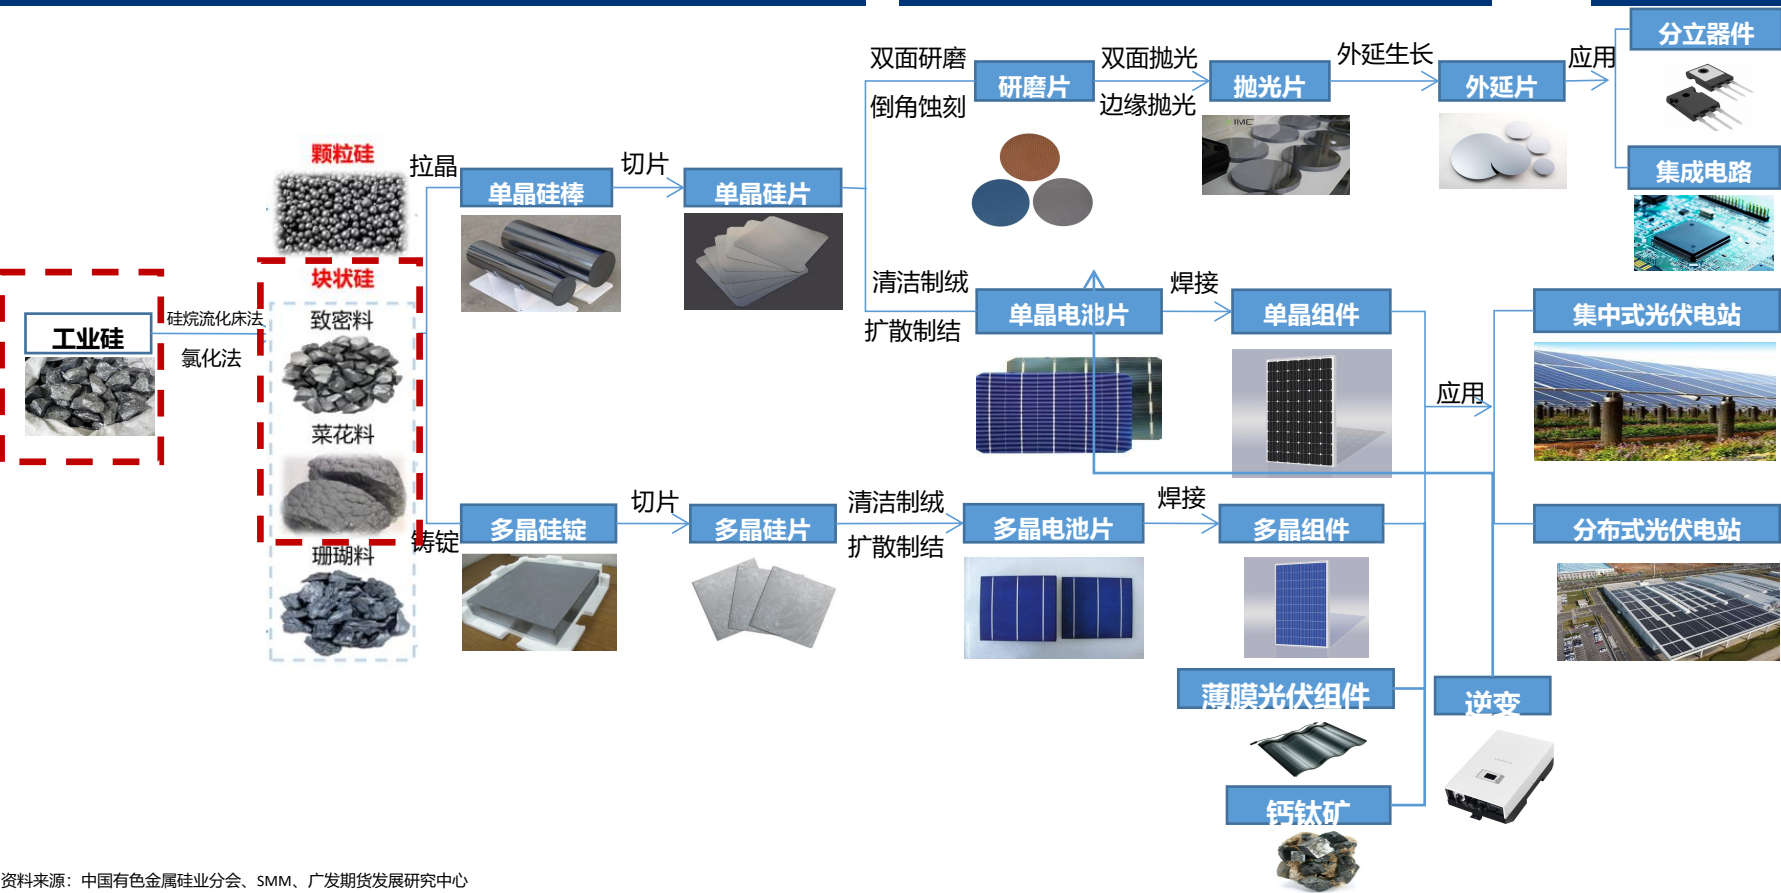 分立器件
双面研磨
双面抛光
外延生长
应用
研磨片
抛光片
外延片
倒角蚀刻
边缘抛光
颗粒硅
拉晶
切片
单晶硅棒
单晶硅片
集成电路
块状硅
清洁制绒
焊接
硅烷流化床法
致密料
单晶电池片
单晶组件
集中式光伏电站
工业硅
扩散制结
氯化法
应用
菜花料
切片
清洁制绒
焊接
多晶硅锭
多晶硅片
多晶电池片
多晶组件
分布式光伏电站
铸锭
扩散制结
珊瑚料
薄膜光伏组件
逆变
钙钛矿
资料来源：中国有色金属硅业分会、SMM、广发期货发展研究中心